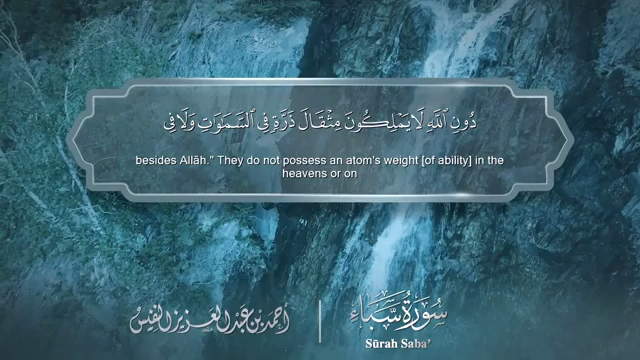 دُونِ ٱللَّهِ لَا يَمْلِكُونَ مِثْقَالَ ذَرَّةٍ فِى ٱلسَّمَـٰوَٰتِ وَلَا فِى
besides Allāh." They do not possess an atom's weight [of ability] in the
heavens or on
سُورَةُ سَبَإٍ
Sūrah Saba'
أحمد بن عبد العزيز النفيس